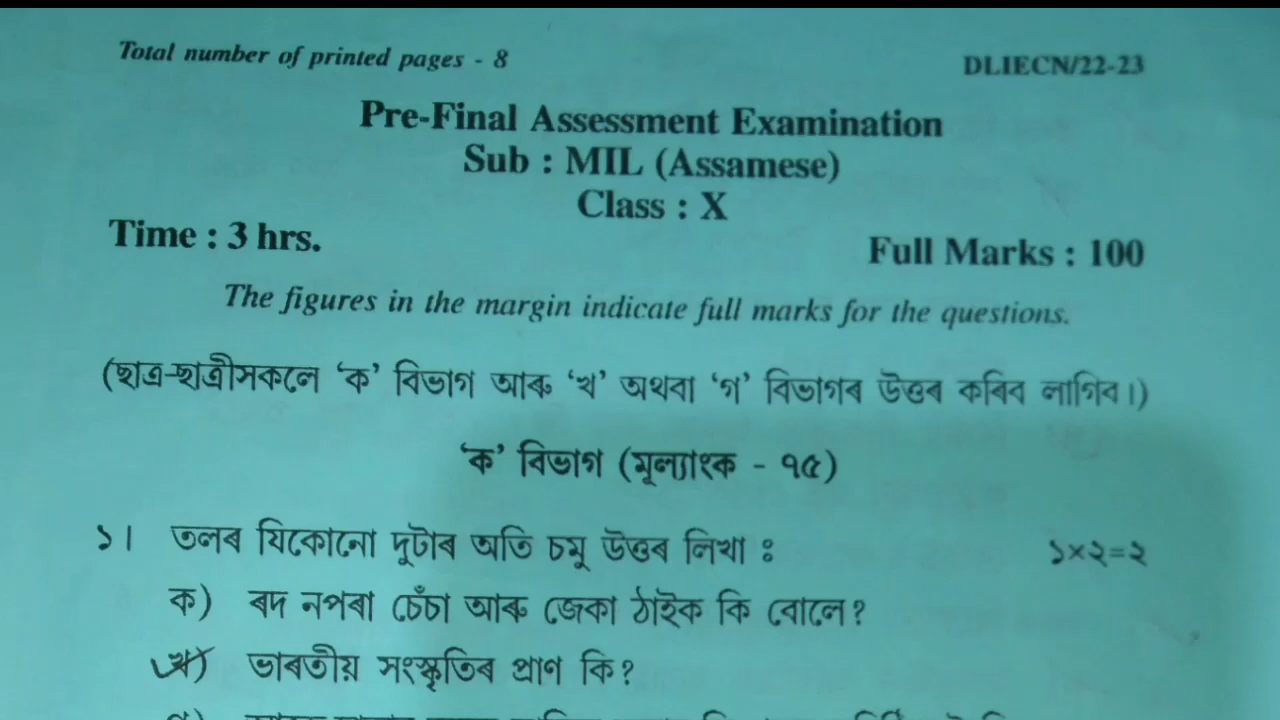 Total number of printed pages - 8
DLIECN/22-23
Pre-Final Assessment Examination
Sub : MIL (Assamese)
Class : X
Time : 3 hrs.
Full Marks : 100
The figures in the margin indicate full marks for the questions.
(ছাত্ৰ-ছাত্ৰীসকলে ‘ক’ বিভাগ আৰু ‘খ’ অথবা ‘গ’ বিভাগৰ উত্তৰ কৰিব লাগিব।)
‘ক’ বিভাগ (মূল্যাংক - ৭৫)
১। তলৰ যিকোনো দুটাৰ অতি চমু উত্তৰ লিখা ঃ ১×২=২
ক) ৰ’দ নপৰা চেঁচা আৰু জেকা ঠাইক কি বোলে?
খ) ভাৰতীয় সংস্কৃতিৰ প্ৰাণ কি?